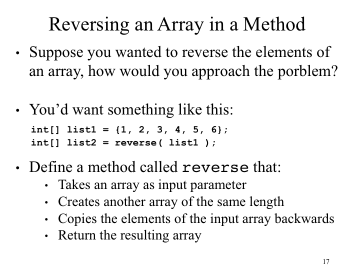 Reversing an Array in a Method
• Suppose you wanted to reverse the elements of
an array, how would you approach the porblem?
• You'd want something like this:
int[] list1 = {1, 2, 3, 4, 5, 6};
int[] list2 = reverse( list1 );
• Define a method called reverse that:
• Takes an array as input parameter
• Creates another array of the same length
• Copies the elements of the input array backwards
• Return the resulting array
17